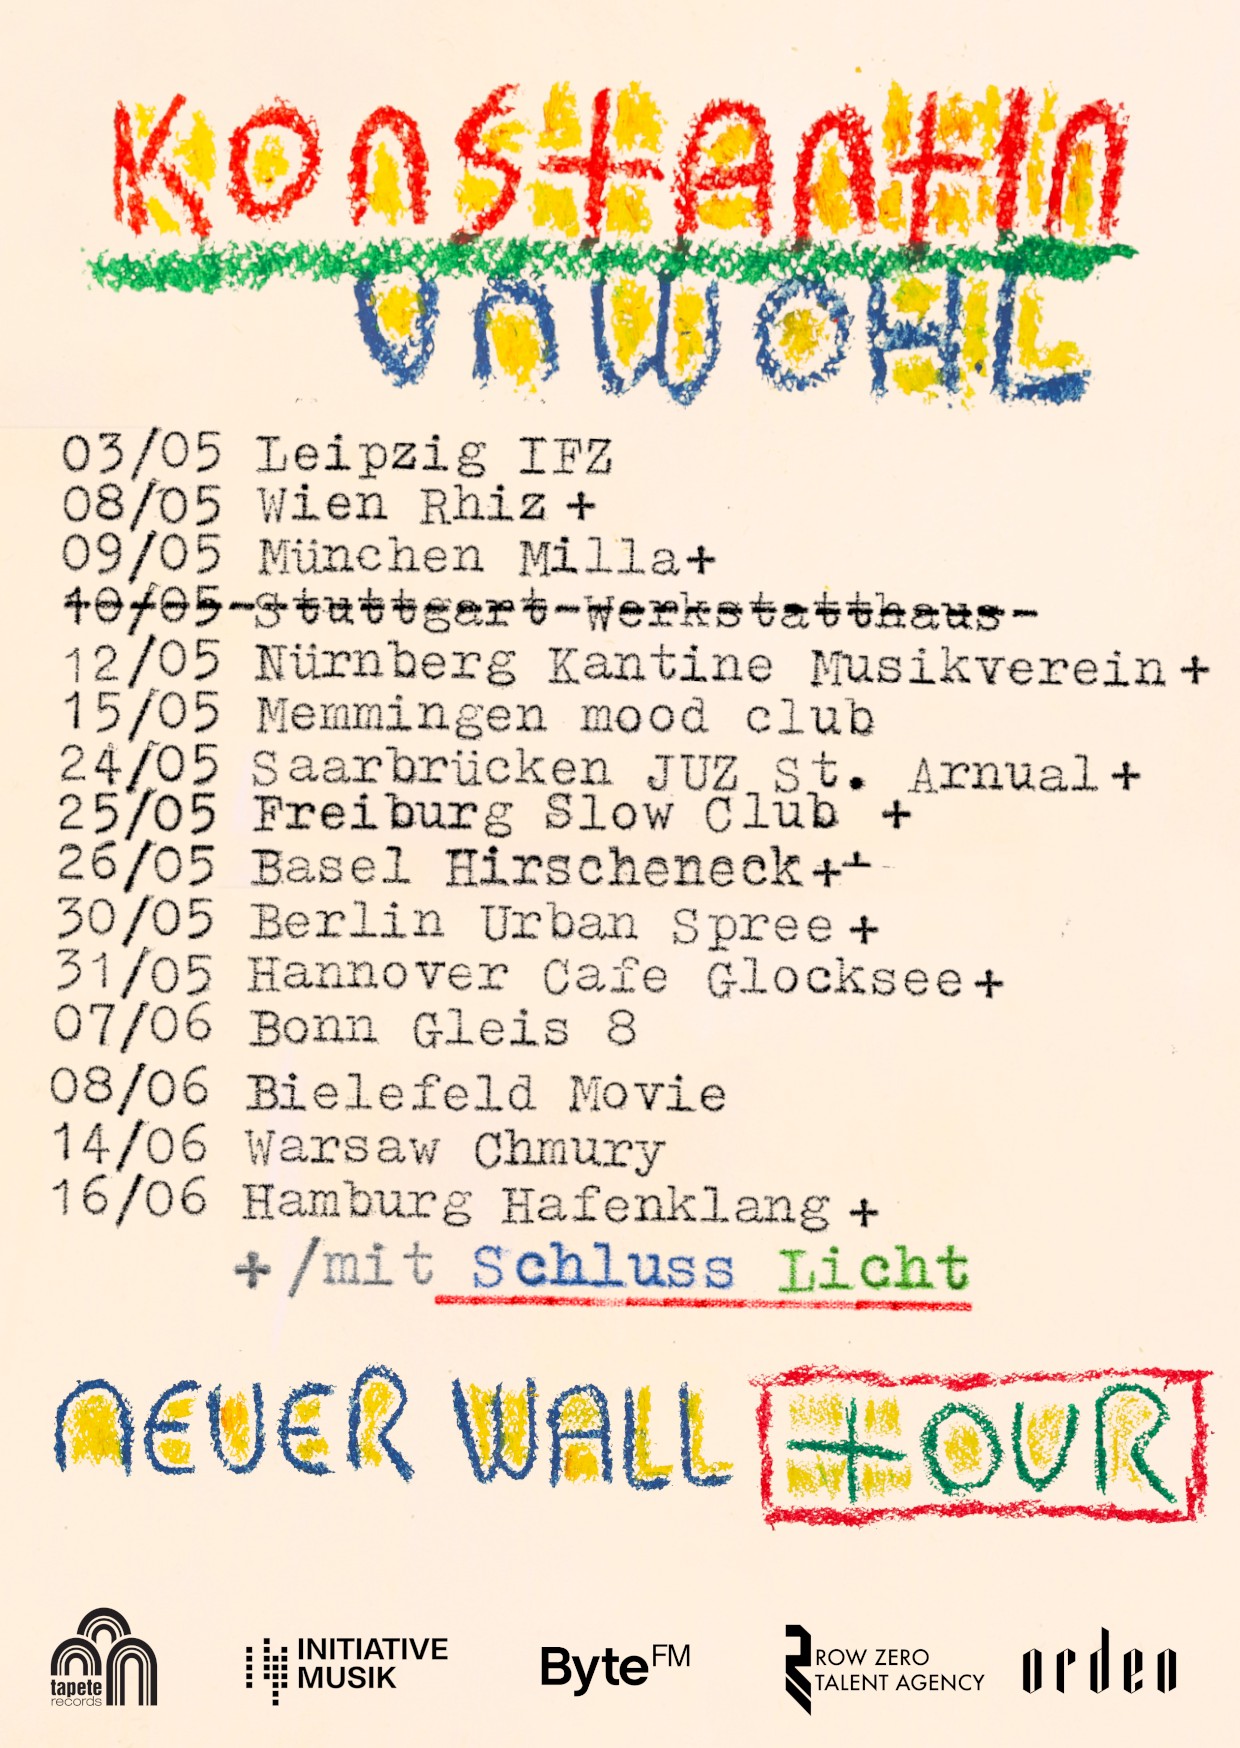 KonstantIn
UnWOHL
03/05 Leipzig IFZ
08/05 Wien Rhiz +
09/05 München Milla+
10/05-Stuttgart-Werkstatthaus-
12/05 Nürnberg Kantine Musikverein+
15/05 Memmingen mood club
24/05 Saarbrücken JUZ St. Arnual+
25/05 Freiburg Slow Club +
26/05 Basel Hirscheneck++
30/05 Berlin Urban Spree+
31/05 Hannover Cafe Glocksee+
07/06 Bonn Gleis 8
08/06 Bielefeld Movie
14/06 Warsaw Chmury
16/06 Hamburg Hafenklang +
+/mit Schluss Licht
nEUER WALL tOUR
tapete
records
INITIATIVE
MUSIK
ByteFM
ROW ZERO
TALENT AGENCY
orden